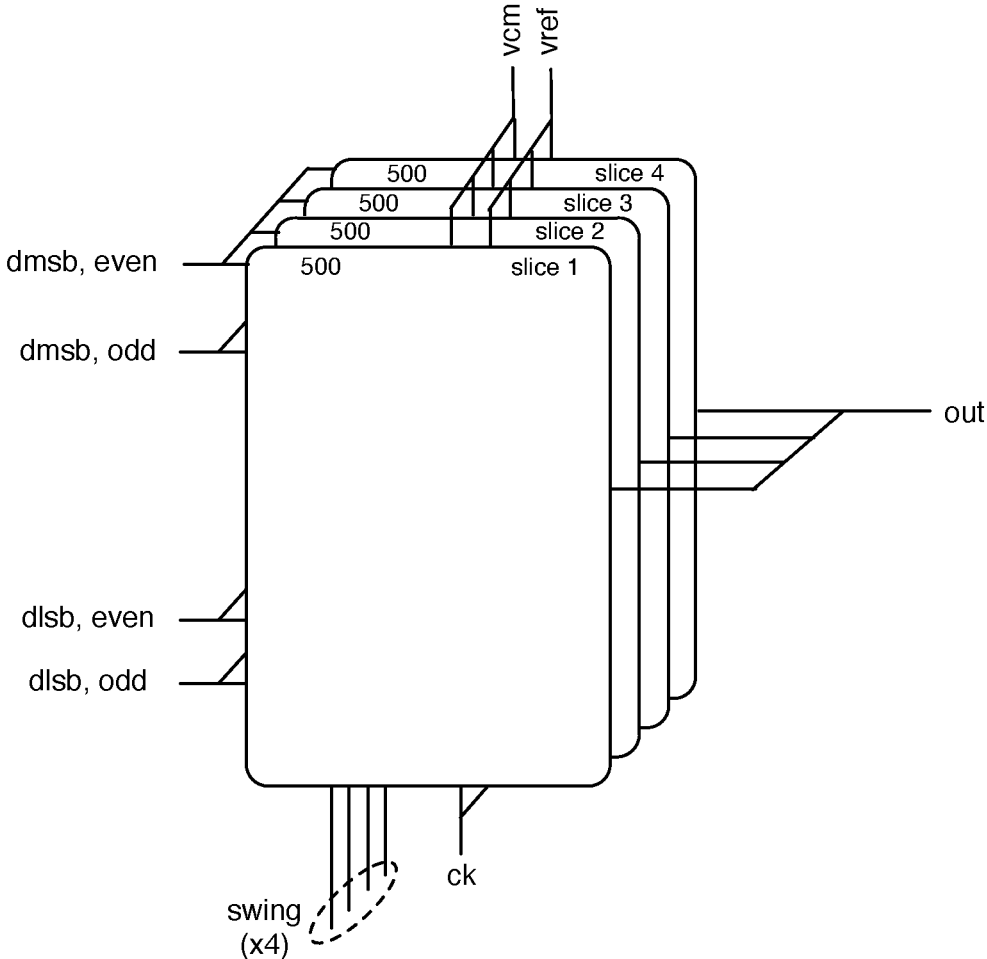 vcm
vref
500
slice 4
500
slice 3
500
slice 2
500
slice 1
dmsb, even
dmsb, odd
out
dlsb, even
dlsb, odd
ck
swing
(x4)